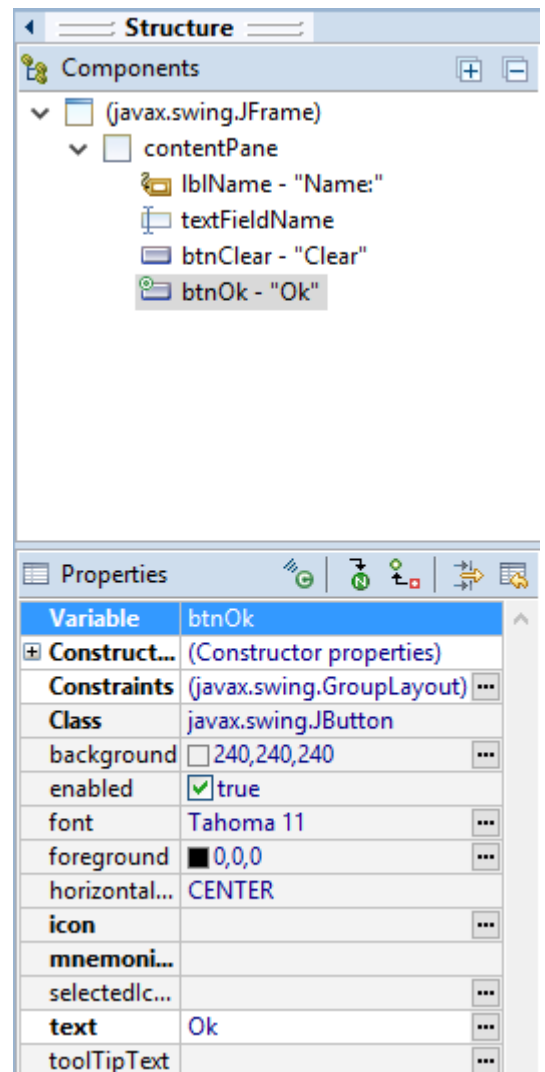 Structure
Components
(javax.swing.JFrame)
contentPane
lblName - "Name:"
textFieldName
btnClear - "Clear"
btnOk - "Ok"
Properties
Variable btnOk
Construct... (Constructor properties)
Constraints (javax.swing.GroupLayout) ...
Class javax.swing.JButton
background 240,240,240 ...
enabled true
font Tahoma 11 ...
foreground 0,0,0 ...
horizontal... CENTER
icon ...
mnemoni...
selectedIc... ...
text Ok ...
toolTipText ...